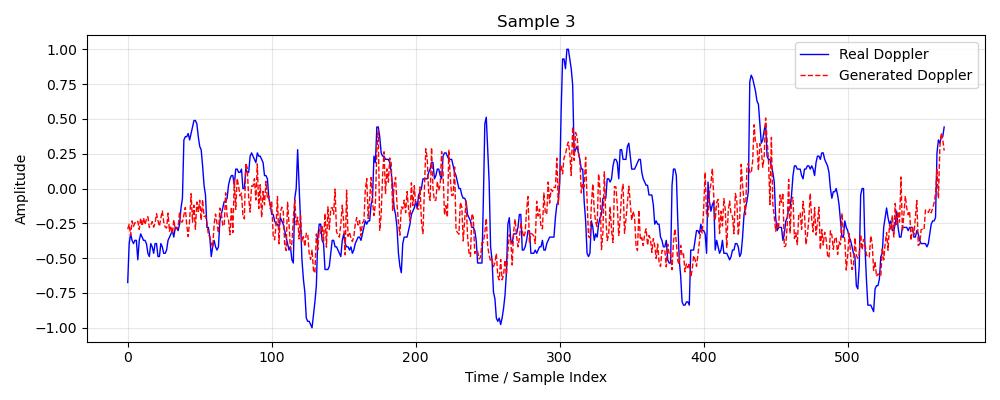 Sample 3
Amplitude
1.00
0.75
0.50
0.25
0.00
−0.25
−0.50
−0.75
−1.00
Real Doppler
Generated Doppler
0 100 200 300 400 500
Time / Sample Index